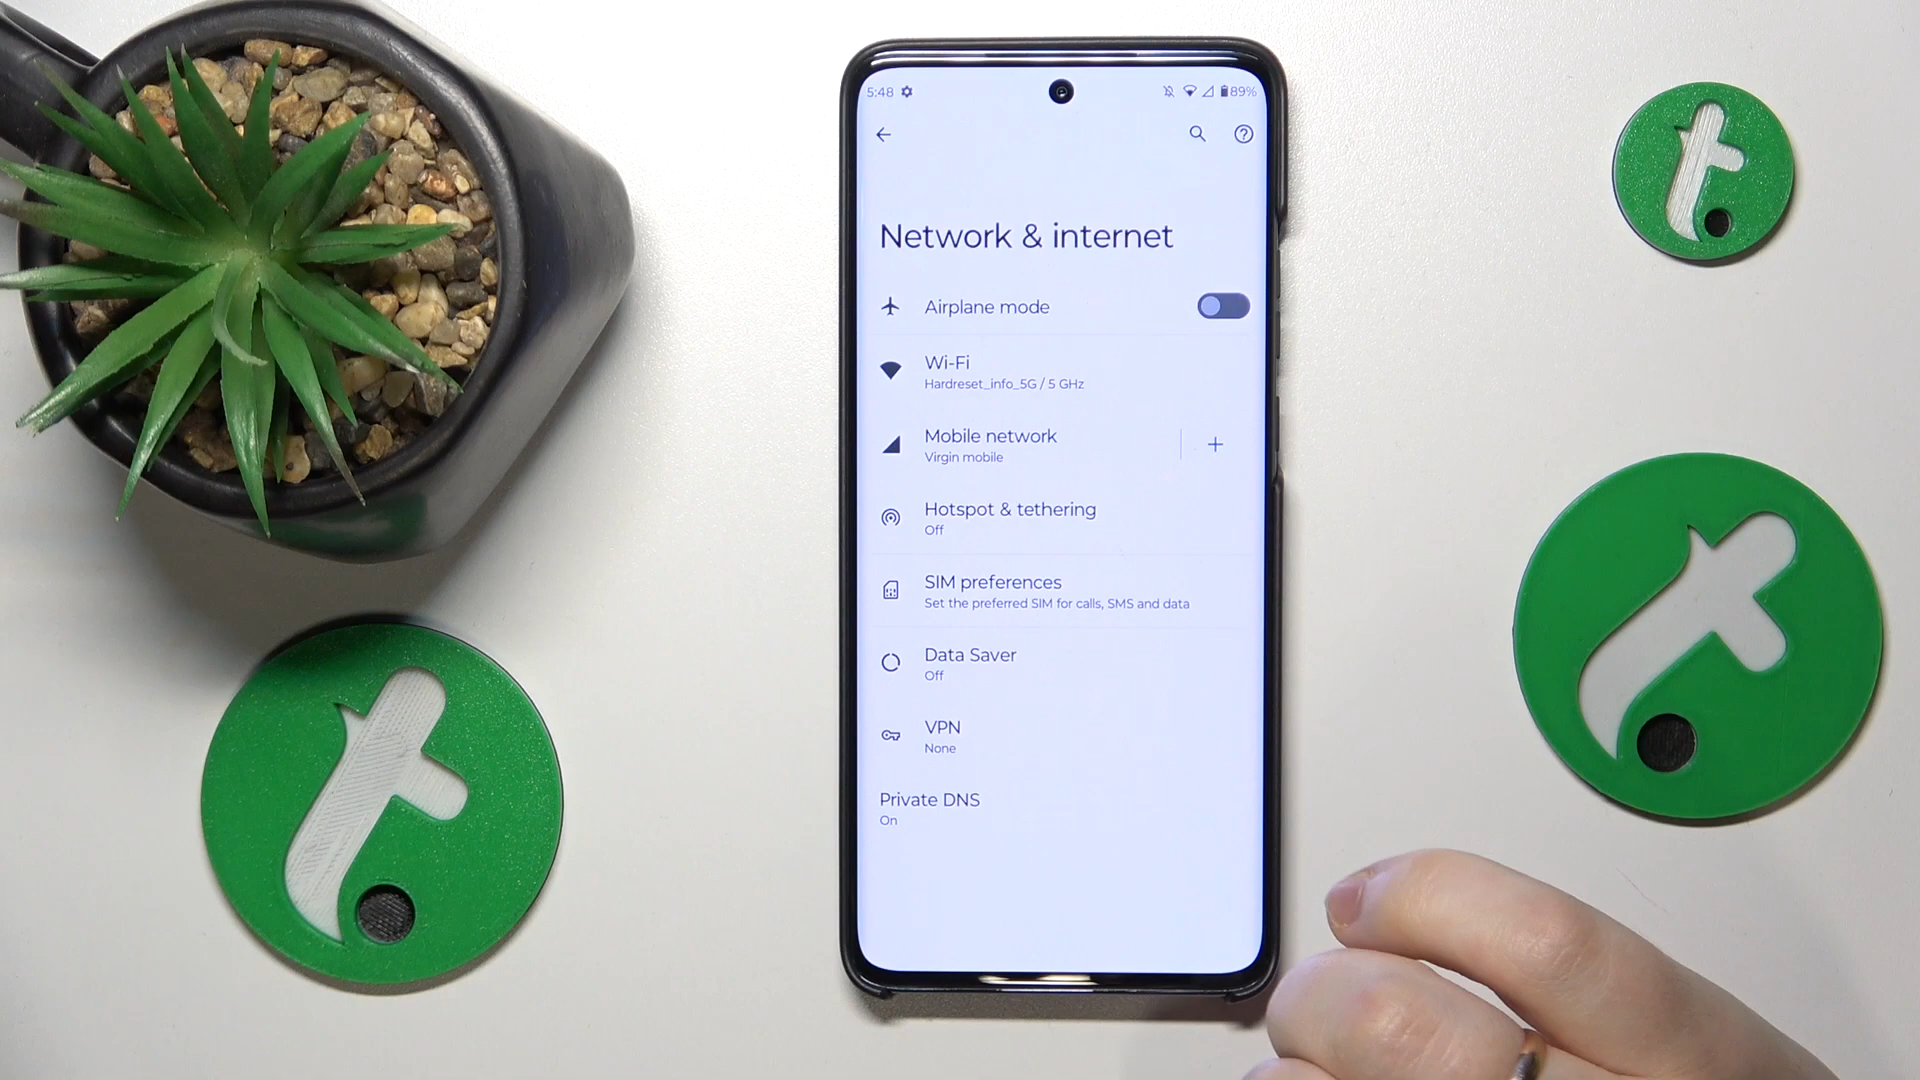 5:48
89%
Network & internet
Airplane mode
Wi-Fi
Hardreset_info_5G / 5 GHz
Mobile network
Virgin mobile
Hotspot & tethering
Off
SIM preferences
Set the preferred SIM for calls, SMS and data
Data Saver
Off
VPN
None
Private DNS
On